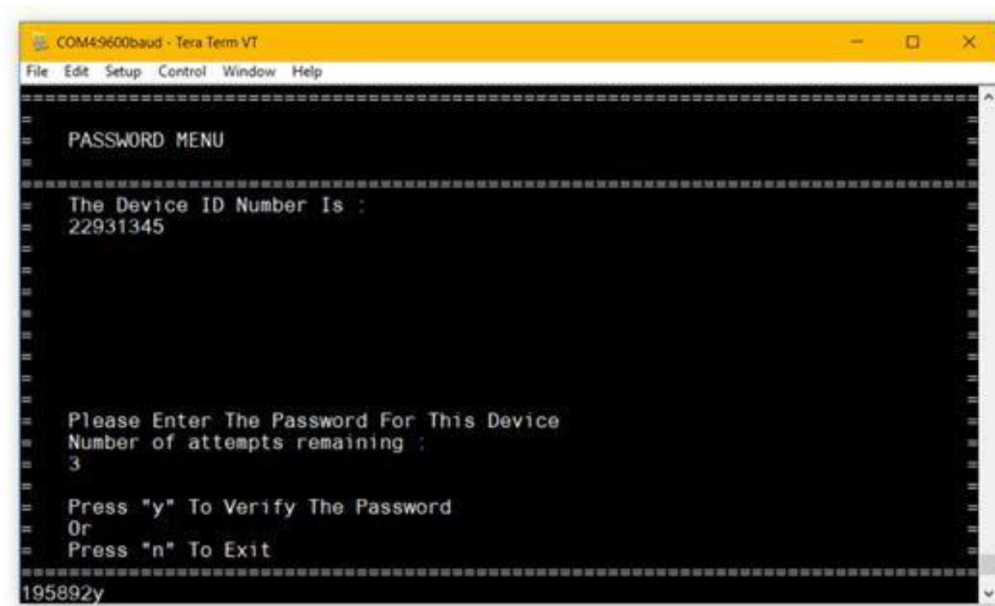 COM4:9600baud - Tera Term VT
File Edit Setup Control Window Help
================================================================================
= =
= PASSWORD MENU =
= =
================================================================================
= The Device ID Number Is : =
= 22931345 =
= =
= =
= =
= =
= =
= =
= =
= =
= Please Enter The Password For This Device =
= Number of attempts remaining : =
= 3 =
= =
= Press "y" To Verify The Password =
= Or =
= Press "n" To Exit =
================================================================================
195892y